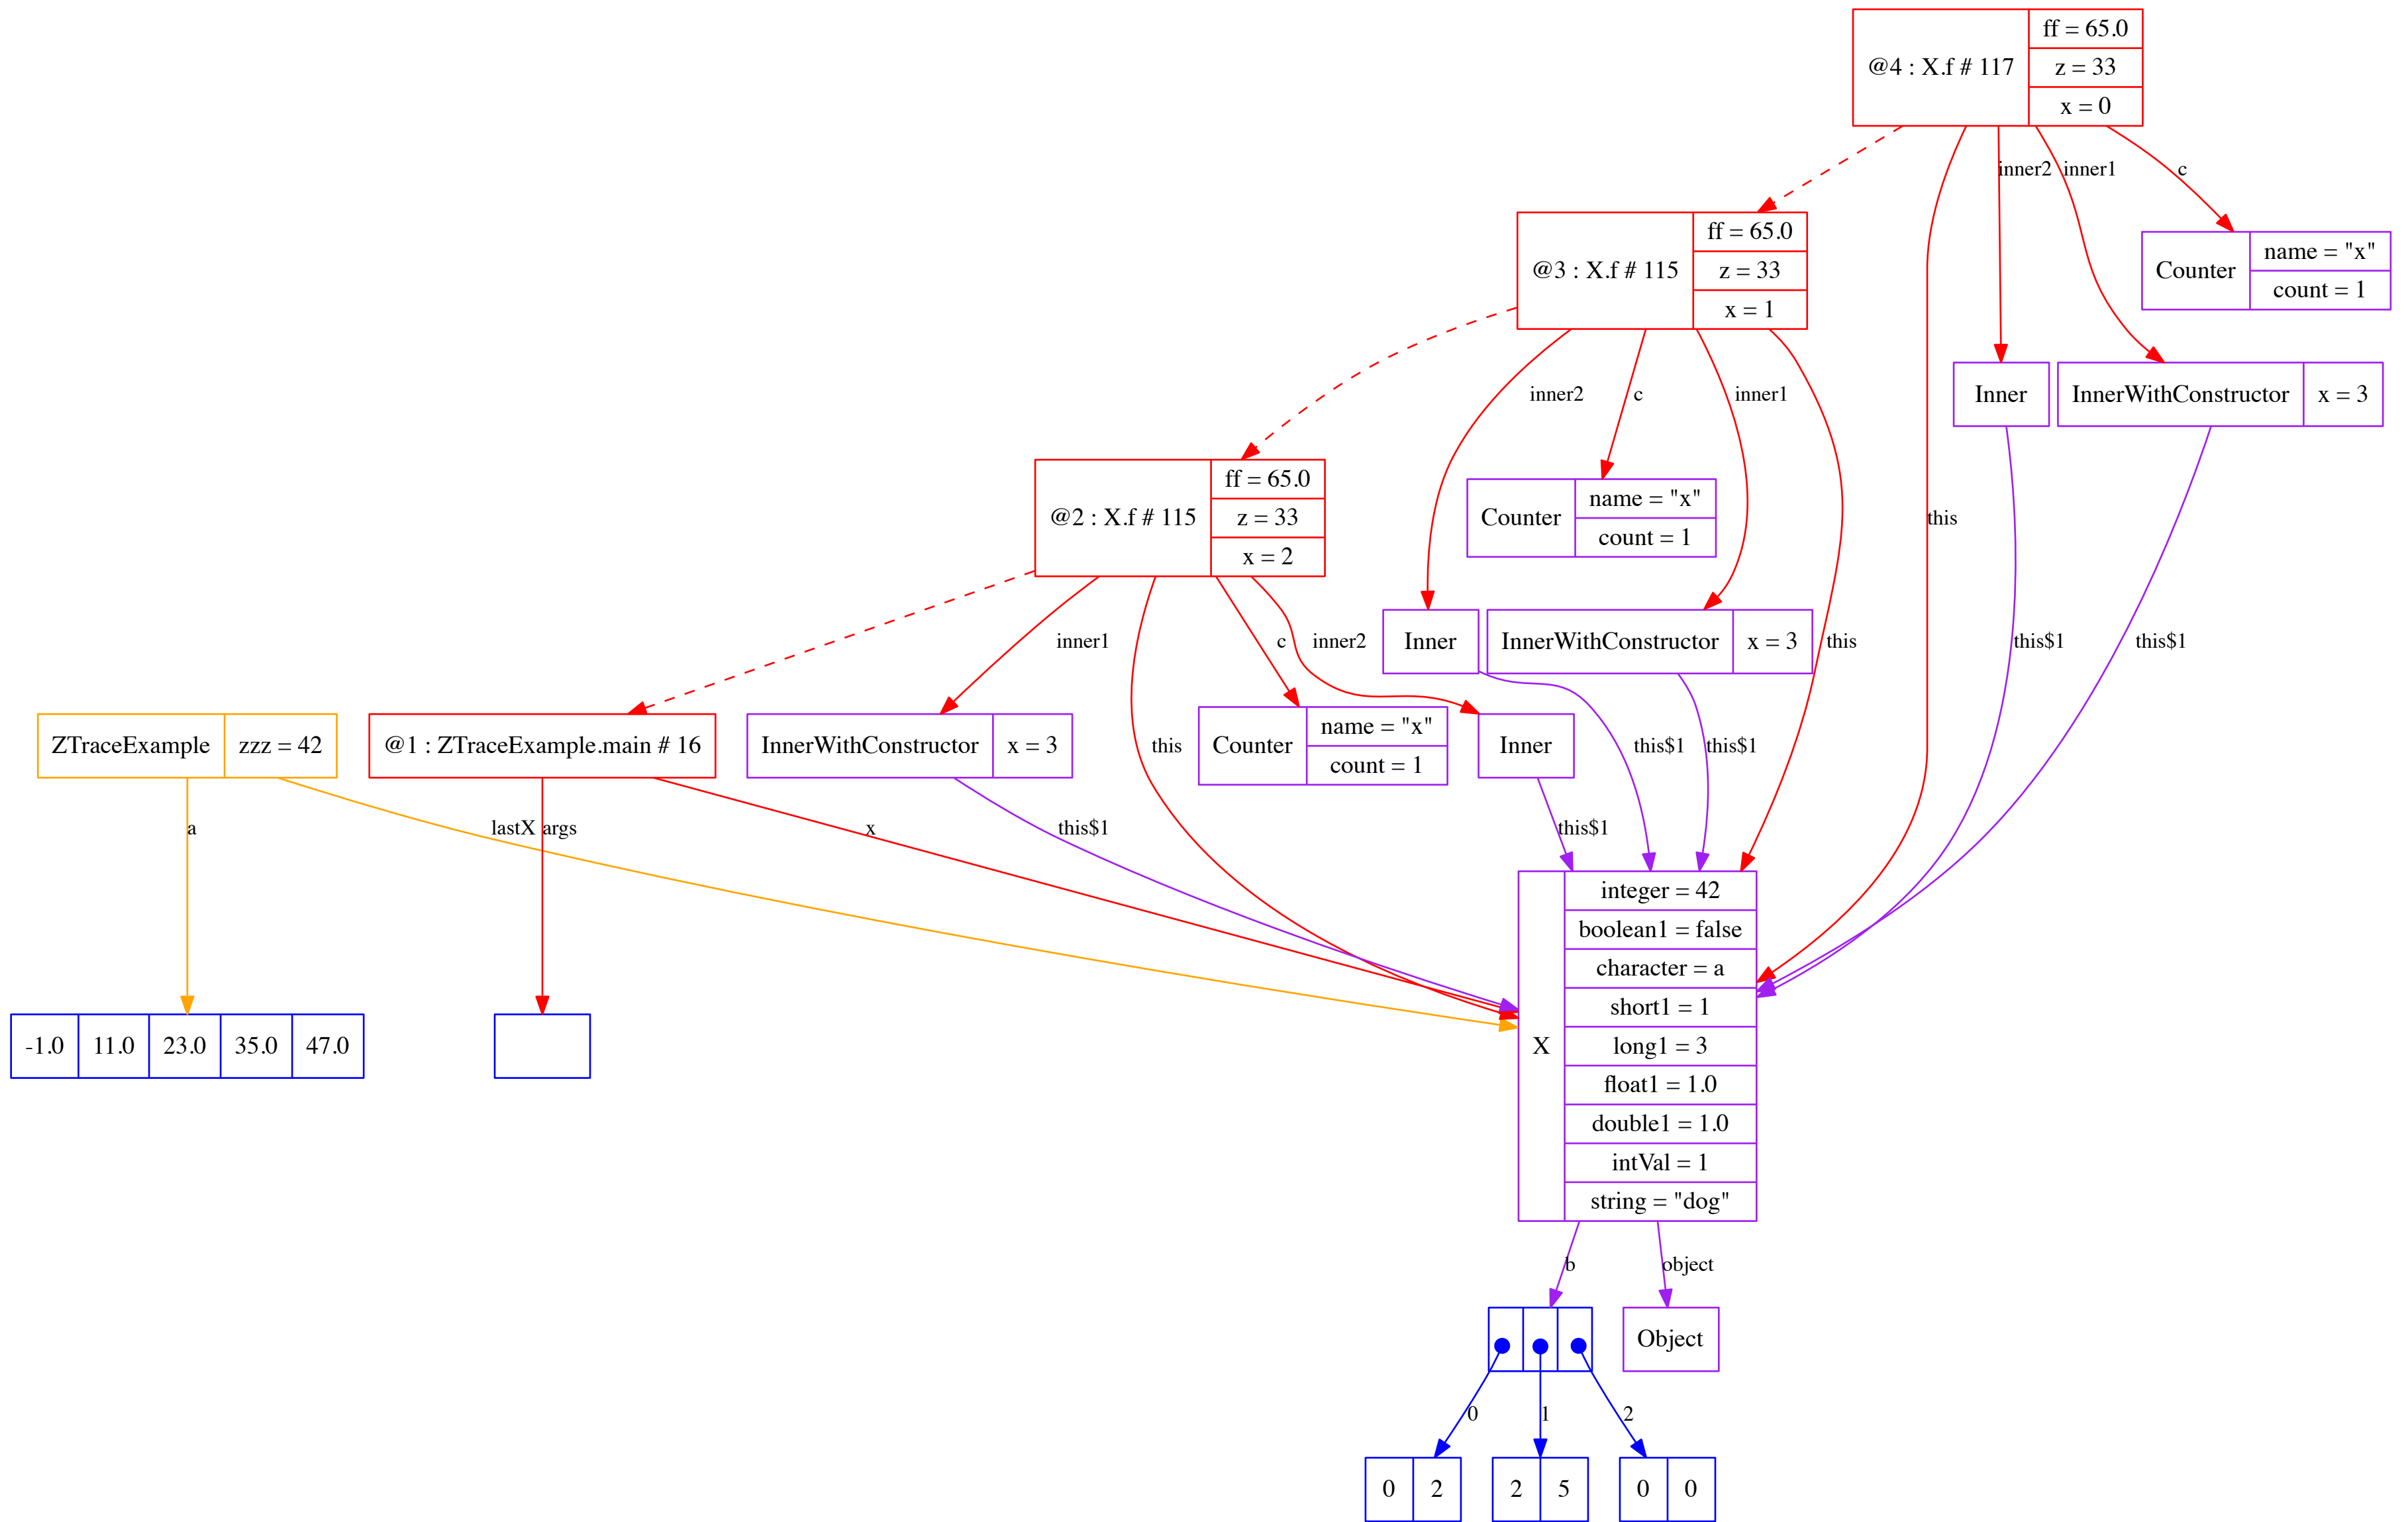 @4 : X.f # 117
ff = 65.0
z = 33
x = 0
inner2
inner1
c
@3 : X.f # 115
ff = 65.0
z = 33
x = 1
Counter
name = "x"
count = 1
inner2
c
inner1
Inner
InnerWithConstructor
x = 3
@2 : X.f # 115
ff = 65.0
z = 33
x = 2
Counter
name = "x"
count = 1
this
inner1
c
inner2
Inner
InnerWithConstructor
x = 3
this
this$1
this$1
ZTraceExample
zzz = 42
@1 : ZTraceExample.main # 16
InnerWithConstructor
x = 3
this
Counter
name = "x"
count = 1
Inner
this$1
this$1
a
lastX
args
x
this$1
this$1
-1.0
11.0
23.0
35.0
47.0
X
integer = 42
boolean1 = false
character = a
short1 = 1
long1 = 3
float1 = 1.0
double1 = 1.0
intVal = 1
string = "dog"
b
object
Object
0
1
2
0
2
2
5
0
0